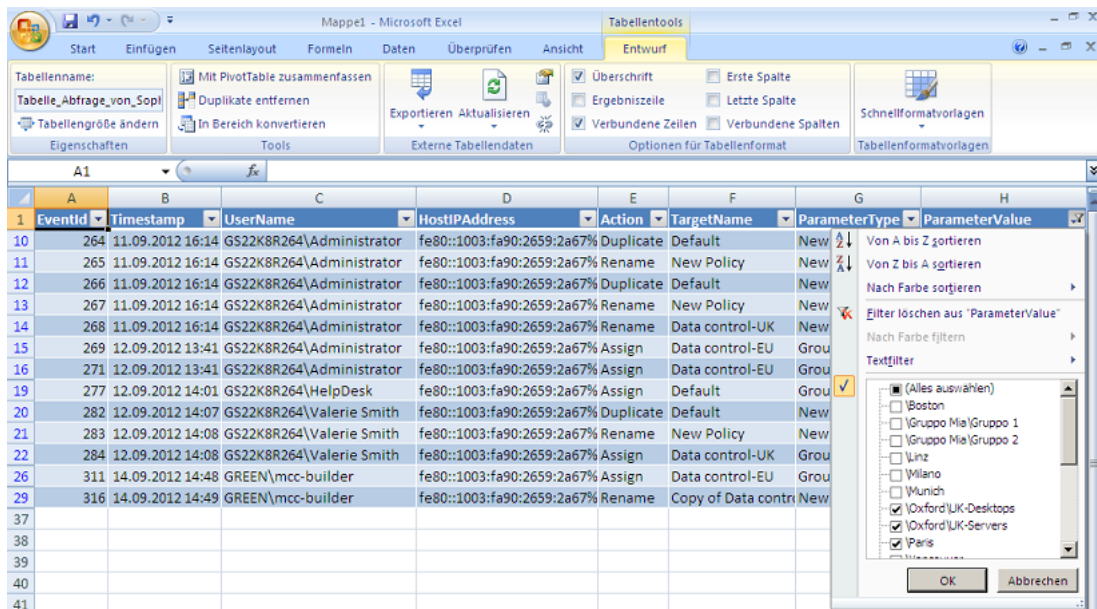 Mappe1 - Microsoft Excel
Tabellentools
Start Einfügen Seitenlayout Formeln Daten Überprüfen Ansicht Entwurf
Tabellenname:
Tabelle_Abfrage_von_Sopl
Tabellengröße ändern
Eigenschaften
Mit PivotTable zusammenfassen
Duplikate entfernen
In Bereich konvertieren
Tools
Exportieren Aktualisieren
Externe Tabellendaten
Überschrift
Ergebniszeile
Verbundene Zeilen
Erste Spalte
Letzte Spalte
Verbundene Spalten
Optionen für Tabellenformat
Schnellformatvorlagen
Tabellenformatvorlagen
A1 fx
A B C D E F G H
1 EventId Timestamp UserName HostIPAddress Action TargetName ParameterType ParameterValue
10 264 11.09.2012 16:14 GS22K8R264\Administrator fe80::1003:fa90:2659:2a67% Duplicate Default New
11 265 11.09.2012 16:14 GS22K8R264\Administrator fe80::1003:fa90:2659:2a67% Rename New Policy New
12 266 11.09.2012 16:14 GS22K8R264\Administrator fe80::1003:fa90:2659:2a67% Duplicate Default New
13 267 11.09.2012 16:14 GS22K8R264\Administrator fe80::1003:fa90:2659:2a67% Rename New Policy New
14 268 11.09.2012 16:14 GS22K8R264\Administrator fe80::1003:fa90:2659:2a67% Rename Data control-UK New
15 269 12.09.2012 13:41 GS22K8R264\Administrator fe80::1003:fa90:2659:2a67% Assign Data control-EU Grou
16 271 12.09.2012 13:41 GS22K8R264\Administrator fe80::1003:fa90:2659:2a67% Assign Data control-EU Grou
19 277 12.09.2012 14:01 GS22K8R264\HelpDesk fe80::1003:fa90:2659:2a67% Assign Default Grou
20 282 12.09.2012 14:07 GS22K8R264\Valerie Smith fe80::1003:fa90:2659:2a67% Duplicate Default New
21 283 12.09.2012 14:08 GS22K8R264\Valerie Smith fe80::1003:fa90:2659:2a67% Rename New Policy New
22 284 12.09.2012 14:08 GS22K8R264\Valerie Smith fe80::1003:fa90:2659:2a67% Assign Data control-UK Grou
26 311 14.09.2012 14:48 GREEN\mcc-builder fe80::1003:fa90:2659:2a67% Assign Data control-EU Grou
29 316 14.09.2012 14:49 GREEN\mcc-builder fe80::1003:fa90:2659:2a67% Rename Copy of Data contro New
37
38
39
40
41
Von A bis Z sortieren
Von Z bis A sortieren
Nach Farbe sortieren
Filter löschen aus "ParameterValue"
Nach Farbe filtern
Textfilter
(Alles auswählen)
\Boston
\Gruppo Mia\Gruppo 1
\Gruppo Mia\Gruppo 2
\Linz
\Milano
\Munich
\Oxford\UK-Desktops
\Oxford\UK-Servers
\Paris
OK Abbrechen